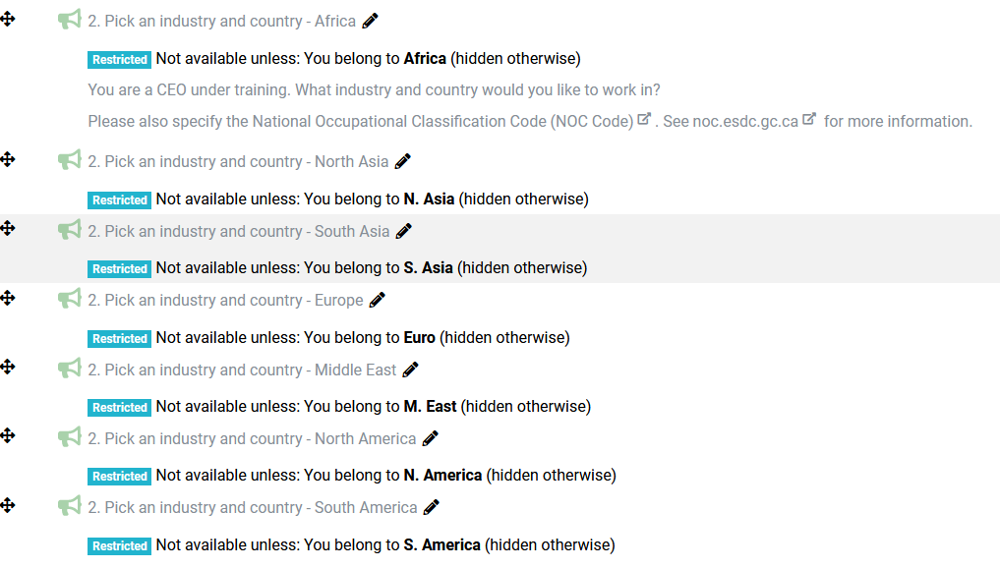 2. Pick an industry and country - Africa
Restricted Not available unless: You belong to Africa (hidden otherwise)
You are a CEO under training. What industry and country would you like to work in?
Please also specify the National Occupational Classification Code (NOC Code) . See noc.esdc.gc.ca for more information.
2. Pick an industry and country - North Asia
Restricted Not available unless: You belong to N. Asia (hidden otherwise)
2. Pick an industry and country - South Asia
Restricted Not available unless: You belong to S. Asia (hidden otherwise)
2. Pick an industry and country - Europe
Restricted Not available unless: You belong to Euro (hidden otherwise)
2. Pick an industry and country - Middle East
Restricted Not available unless: You belong to M. East (hidden otherwise)
2. Pick an industry and country - North America
Restricted Not available unless: You belong to N. America (hidden otherwise)
2. Pick an industry and country - South America
Restricted Not available unless: You belong to S. America (hidden otherwise)